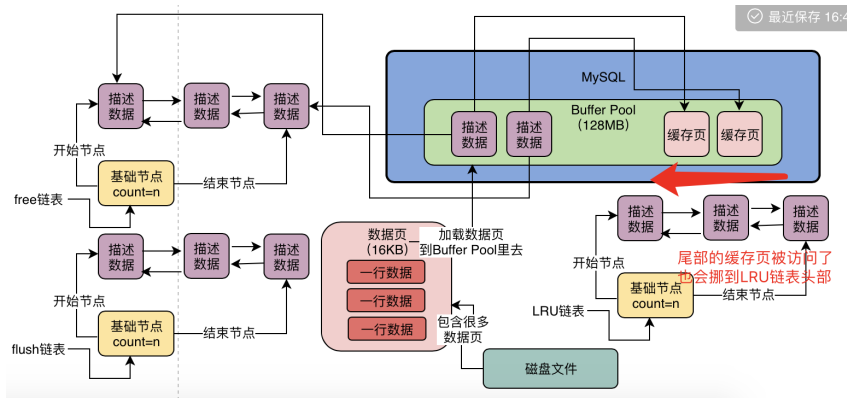 最近保存 16:4
MySQL
Buffer Pool
（128MB）
描述
数据
描述
数据
缓存页
缓存页
描述
数据
描述
数据
描述
数据
开始节点
基础节点
count=n
结束节点
free链表
描述
数据
描述
数据
描述
数据
开始节点
基础节点
count=n
结束节点
flush链表
数据页
（16KB）
一行数据
一行数据
一行数据
加载数据页
到Buffer Pool里去
包含很多
数据页
磁盘文件
描述
数据
描述
数据
描述
数据
尾部的缓存页被访问了
也会挪到LRU链表头部
开始节点
基础节点
count=n
结束节点
LRU链表